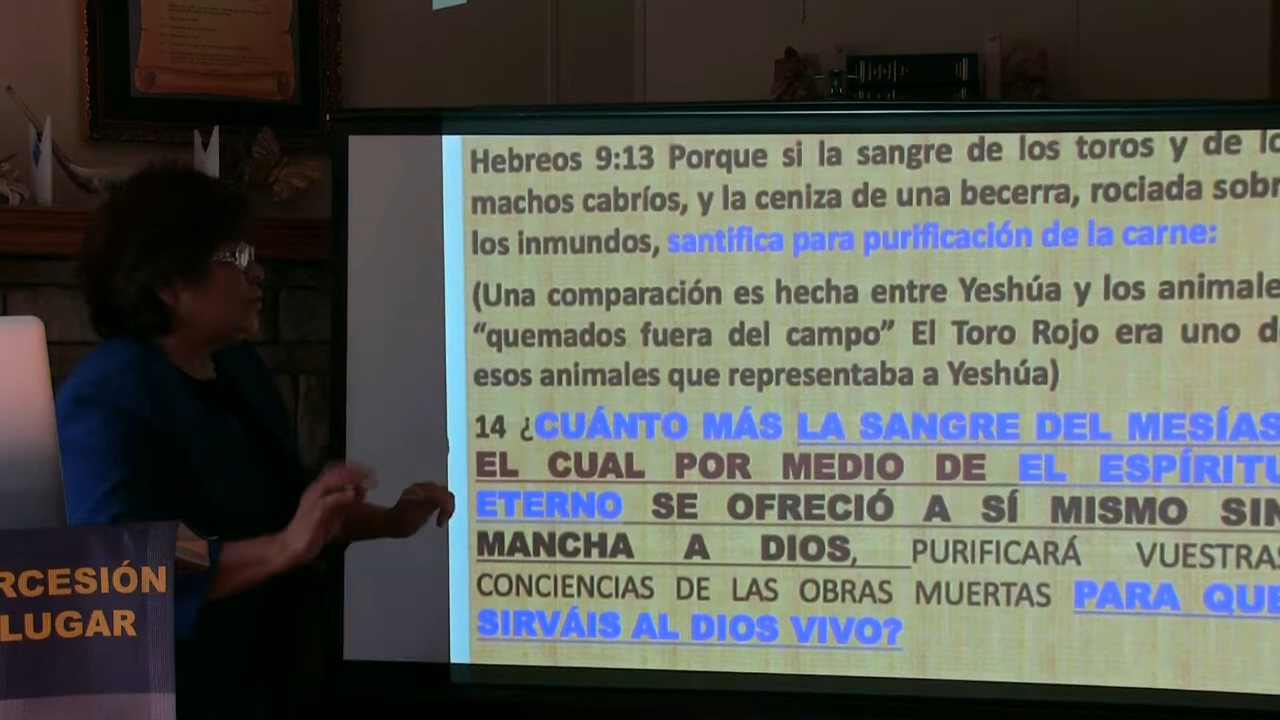 Hebreos 9:13 Porque si la sangre de los toros y de lo
machos cabríos, y la ceniza de una becerra, rociada sobr
los inmundos, santifica para purificación de la carne:
(Una comparación es hecha entre Yeshúa y los animale
“quemados fuera del campo” El Toro Rojo era uno d
esos animales que representaba a Yeshúa)
14 ¿CUÁNTO MÁS LA SANGRE DEL MESÍAS
EL CUAL POR MEDIO DE EL ESPÍRITU
ETERNO SE OFRECIÓ A SÍ MISMO SIN
MANCHA A DIOS, PURIFICARÁ VUESTRAS
CONCIENCIAS DE LAS OBRAS MUERTAS PARA QUE
SIRVÁIS AL DIOS VIVO?
RCESIÓN
LUGAR